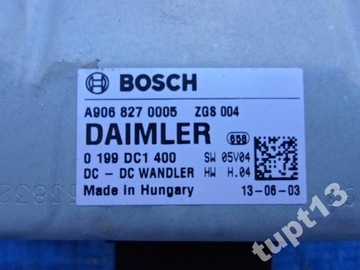 BOSCH
A906 827 0005 ZGS 004
DAIMLER 658
0 199 DC1 400 SW 05V04
DC - DC WANDLER HW H.04
Made in Hungary 13-06-03
tupt13